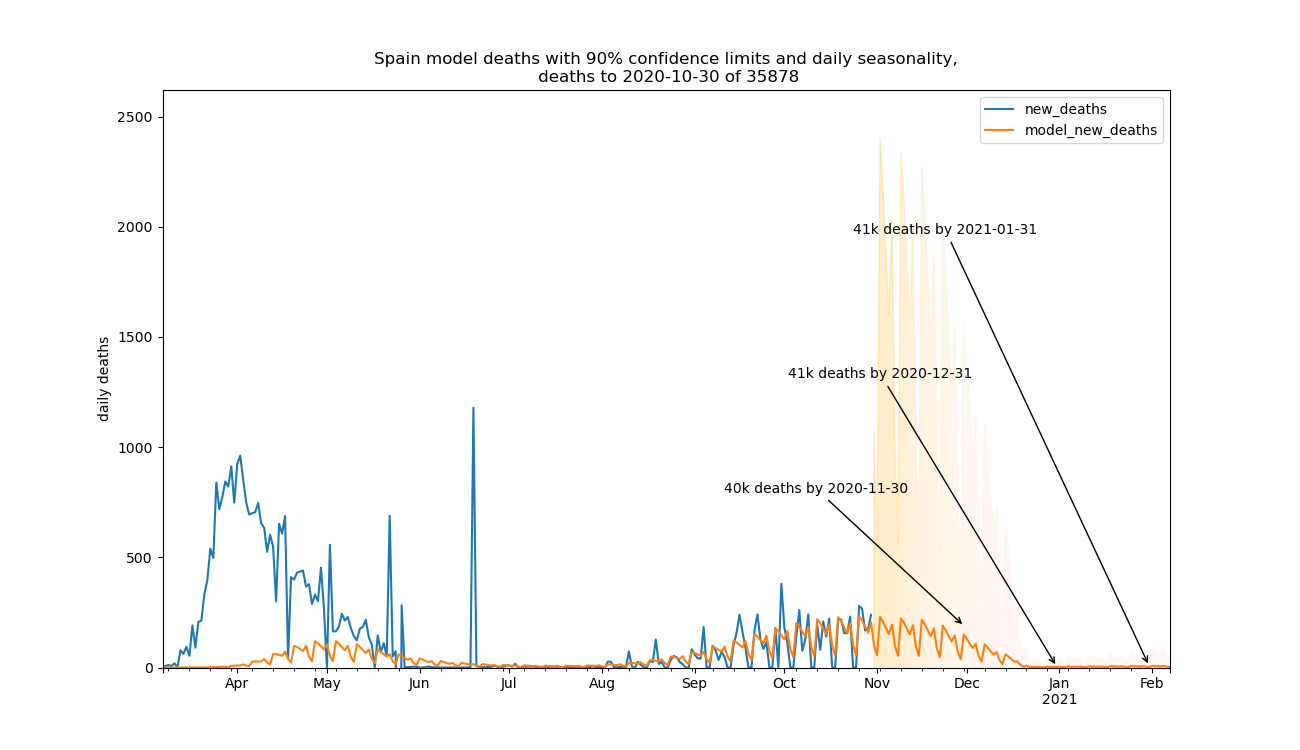 Spain model deaths with 90% confidence limits and daily seasonality,
deaths to 2020-10-30 of 35878
new_deaths
model_new_deaths
daily deaths
2500
2000
1500
1000
500
0
41k deaths by 2021-01-31
41k deaths by 2020-12-31
40k deaths by 2020-11-30
Apr May Jun Jul Aug Sep Oct Nov Dec Jan Feb
2021